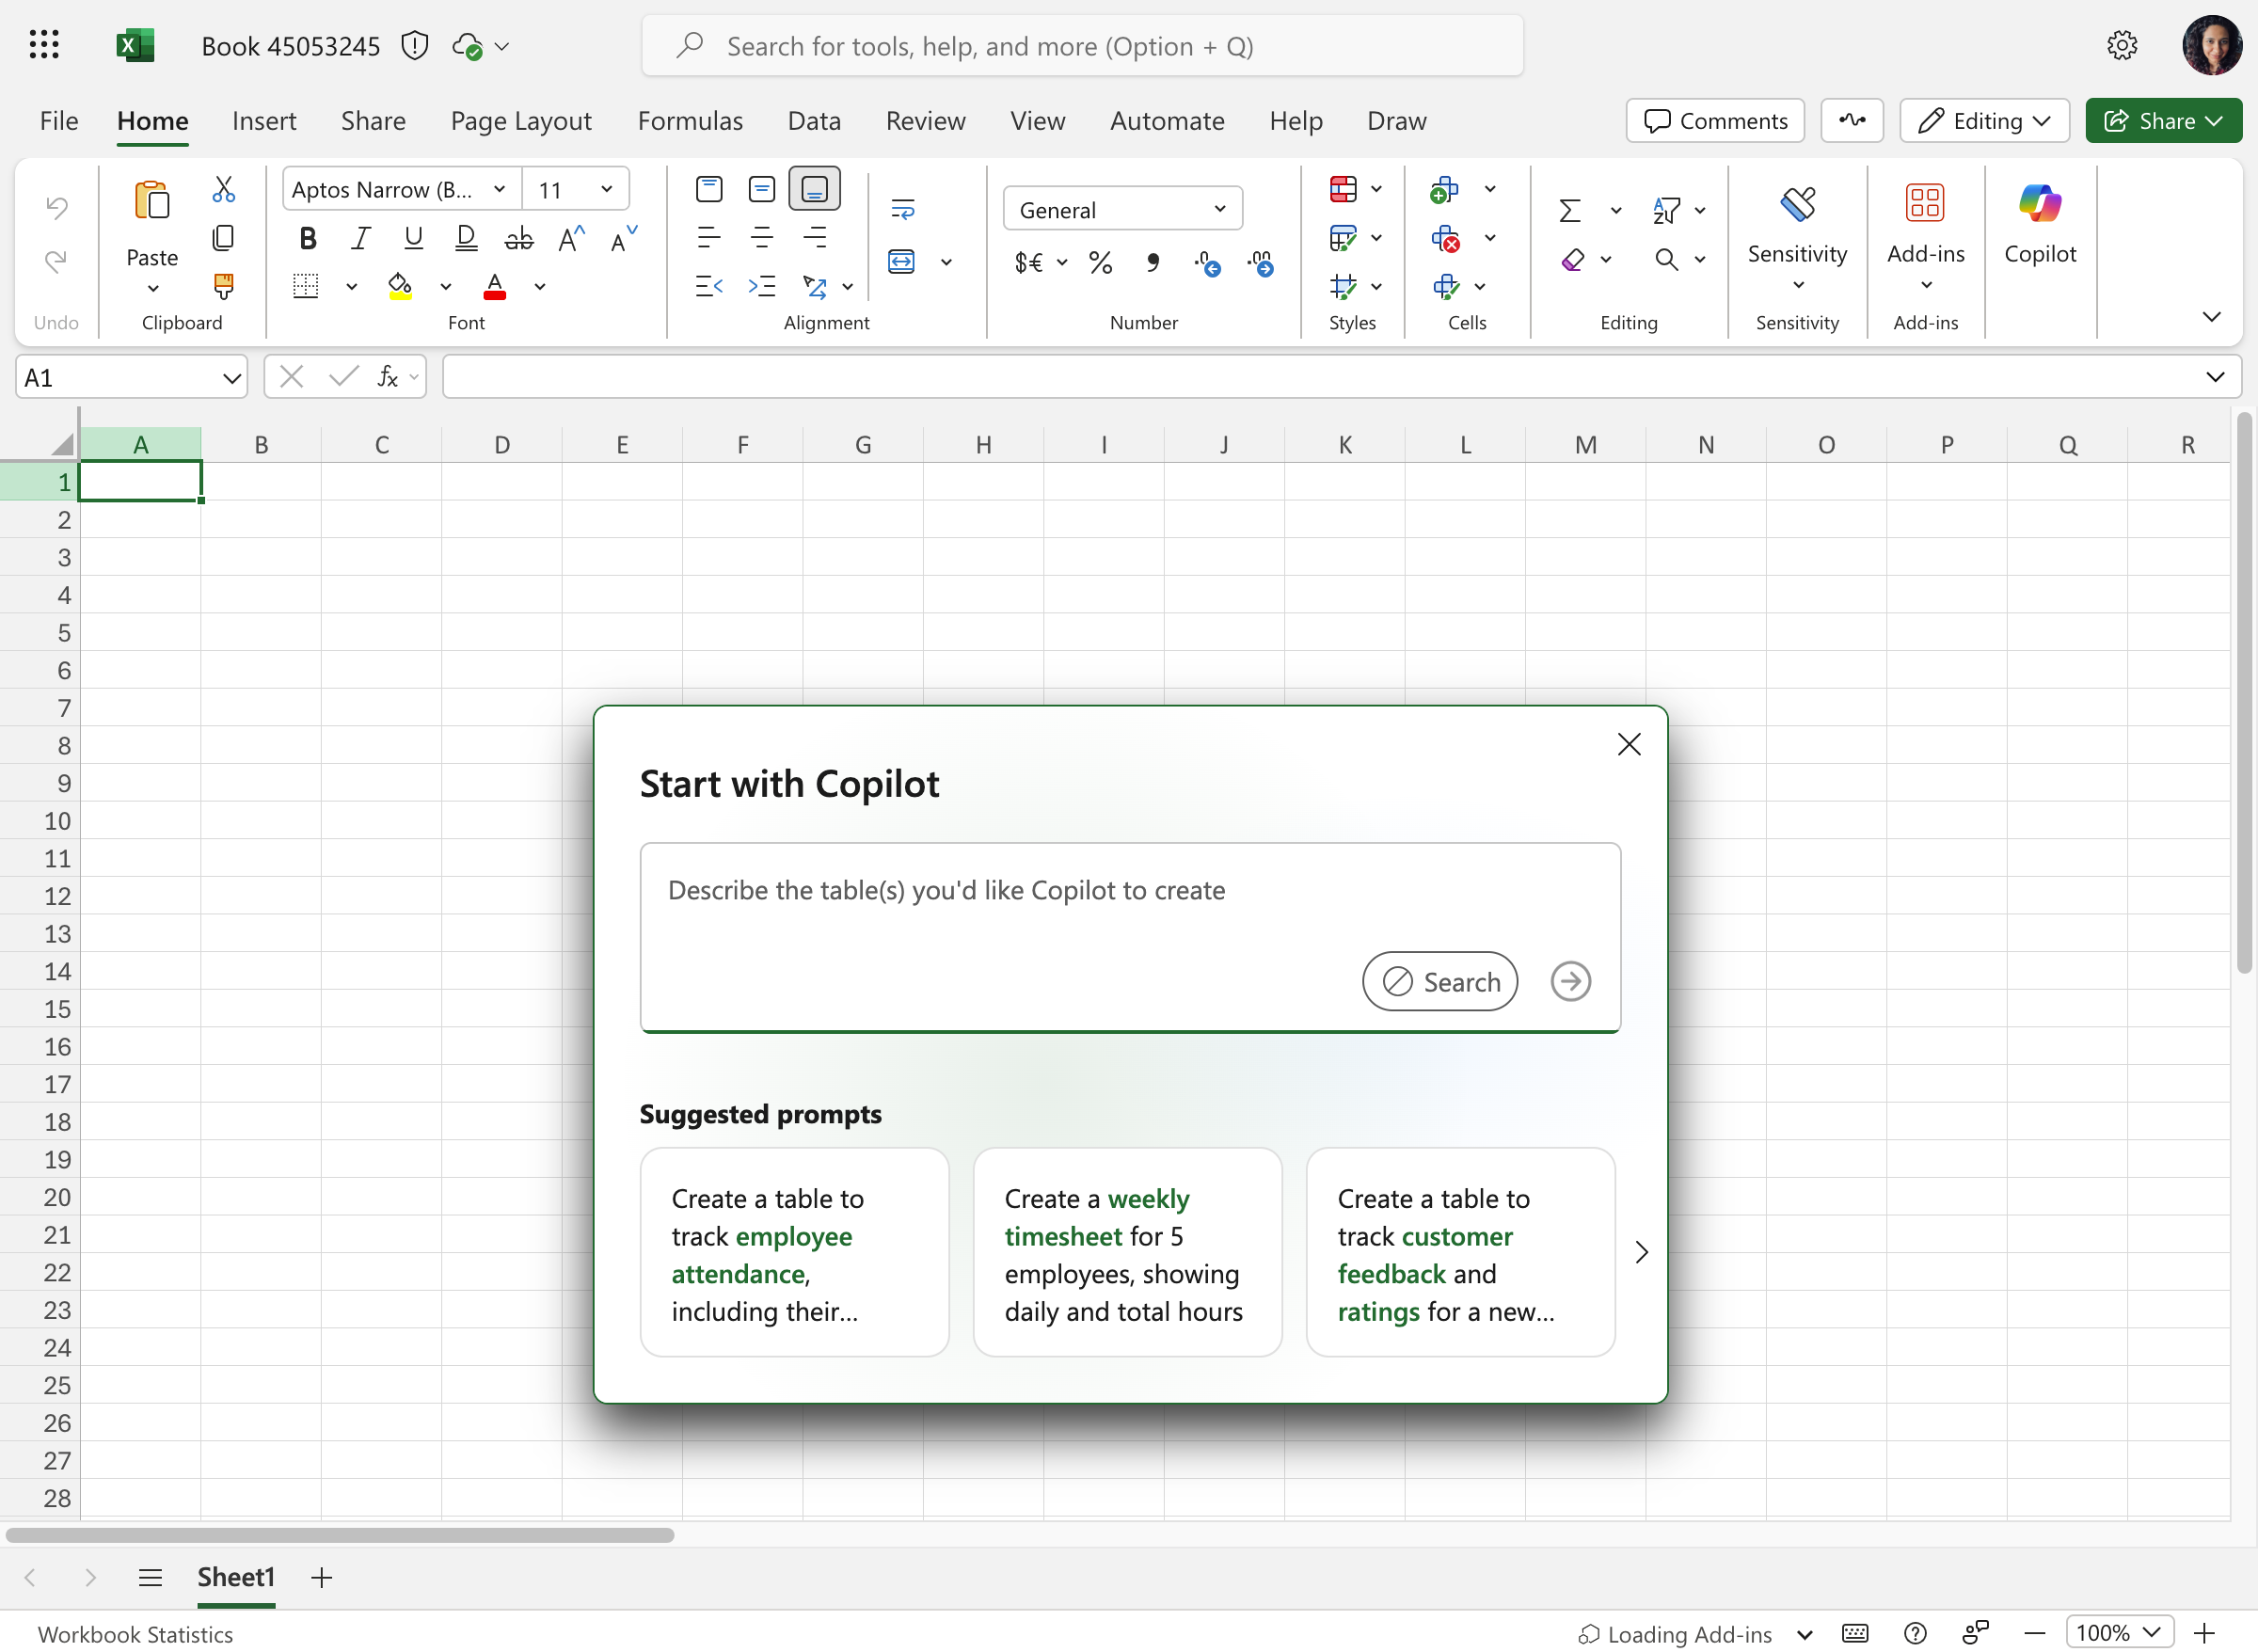 Book 45053245
Search for tools, help, and more (Option + Q)
File Home Insert Share Page Layout Formulas Data Review View Automate Help Draw
Comments Editing Share
Paste
Aptos Narrow (B... 11
General
Sensitivity Add-ins Copilot
Undo Clipboard Font Alignment Number Styles Cells Editing Sensitivity Add-ins
A1
A B C D E F G H I J K L M N O P Q R
1
2
3
4
5
6
7
8
9
10
11
12
13
14
15
16
17
18
19
20
21
22
23
24
25
26
27
28
Start with Copilot
Describe the table(s) you'd like Copilot to create
Search
Suggested prompts
Create a table to
track employee
attendance,
including their...
Create a weekly
timesheet for 5
employees, showing
daily and total hours
Create a table to
track customer
feedback and
ratings for a new...
Sheet1
Workbook Statistics Loading Add-ins 100%